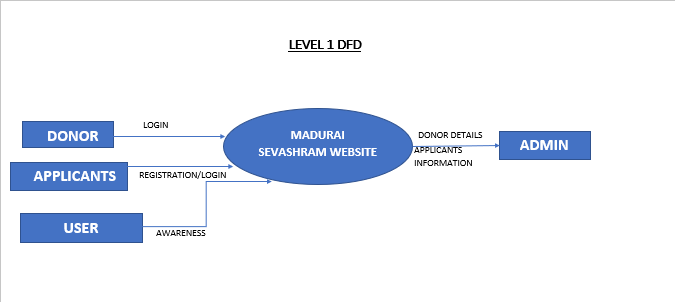 LEVEL 1 DFD
DONOR
LOGIN
MADURAI
SEVASHRAM WEBSITE
DONOR DETAILS
APPLICANTS
INFORMATION
ADMIN
APPLICANTS
REGISTRATION/LOGIN
USER
AWARENESS